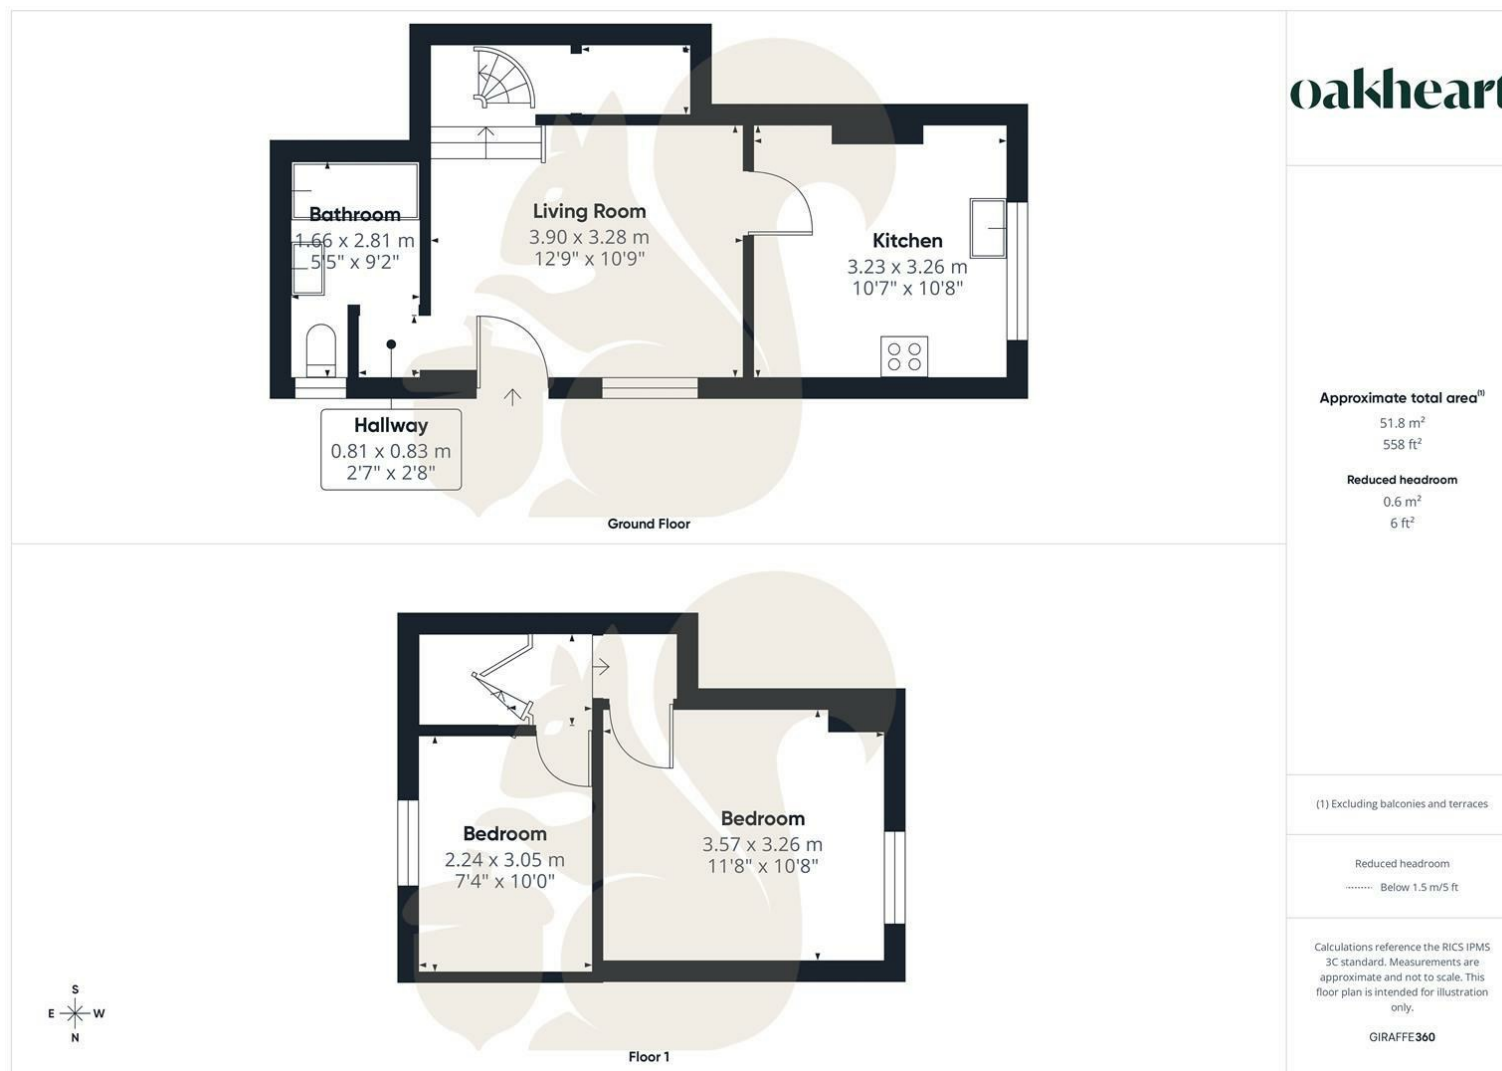 oakheart
Bathroom
1.66 x 2.81 m
5'5" x 9'2"
Living Room
3.90 x 3.28 m
12'9" x 10'9"
Kitchen
3.23 x 3.26 m
10'7" x 10'8"
Hallway
0.81 x 0.83 m
2'7" x 2'8"
Ground Floor
Bedroom
2.24 x 3.05 m
7'4" x 10'0"
Bedroom
3.57 x 3.26 m
11'8" x 10'8"
S
E W
N
Floor 1
Approximate total area(1)
51.8 m²
558 ft²
Reduced headroom
0.6 m²
6 ft²
(1) Excluding balconies and terraces
Reduced headroom
Below 1.5 m/5 ft
Calculations reference the RICS IPMS
3C standard. Measurements are
approximate and not to scale. This
floor plan is intended for illustration
only.
GIRAFFE360